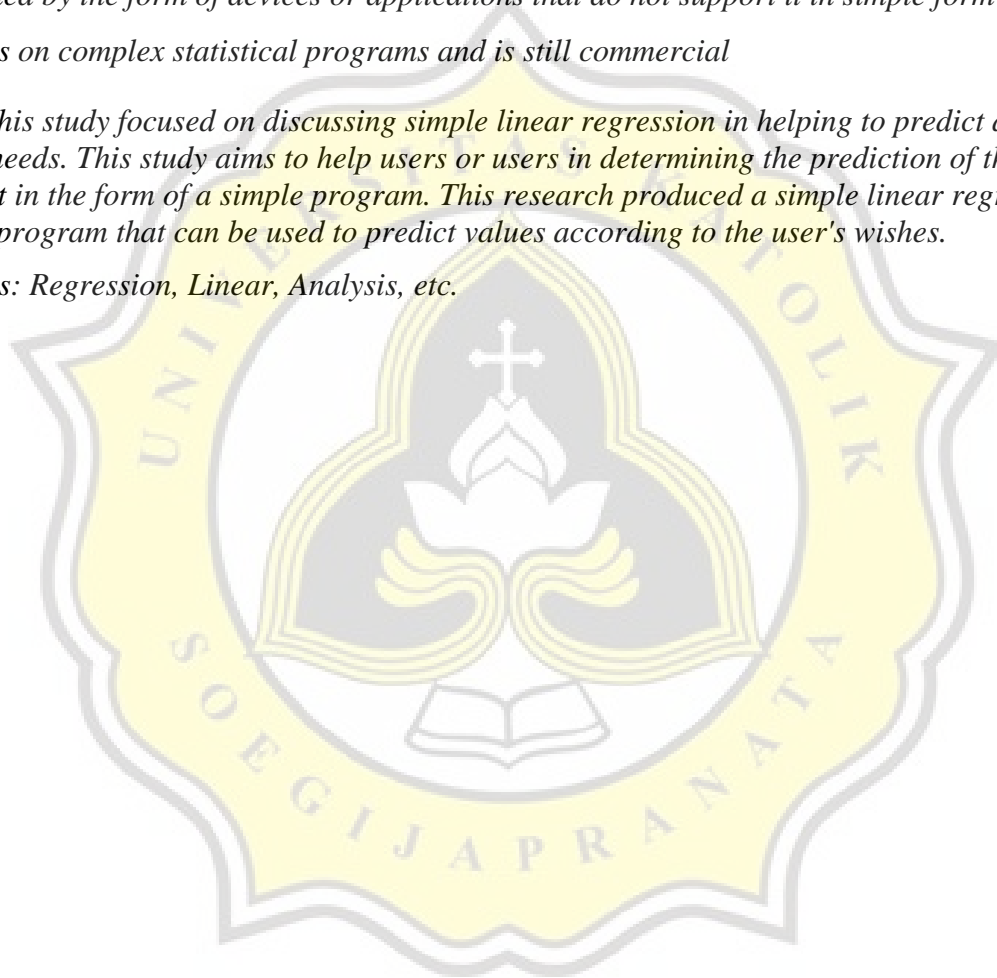 by the form of devices or applications that do not support it in simple form
on complex statistical programs and is still commercial
his study focused on discussing simple linear regression in helping to predict
needs. This study aims to help users or users in determining the prediction of
in the form of a simple program. This research produced a simple linear
program that can be used to predict values according to the user's wishes.
s: Regression, Linear, Analysis, etc.
UNIVERSITAS KATOLIK
SOEGIJAPRANATA